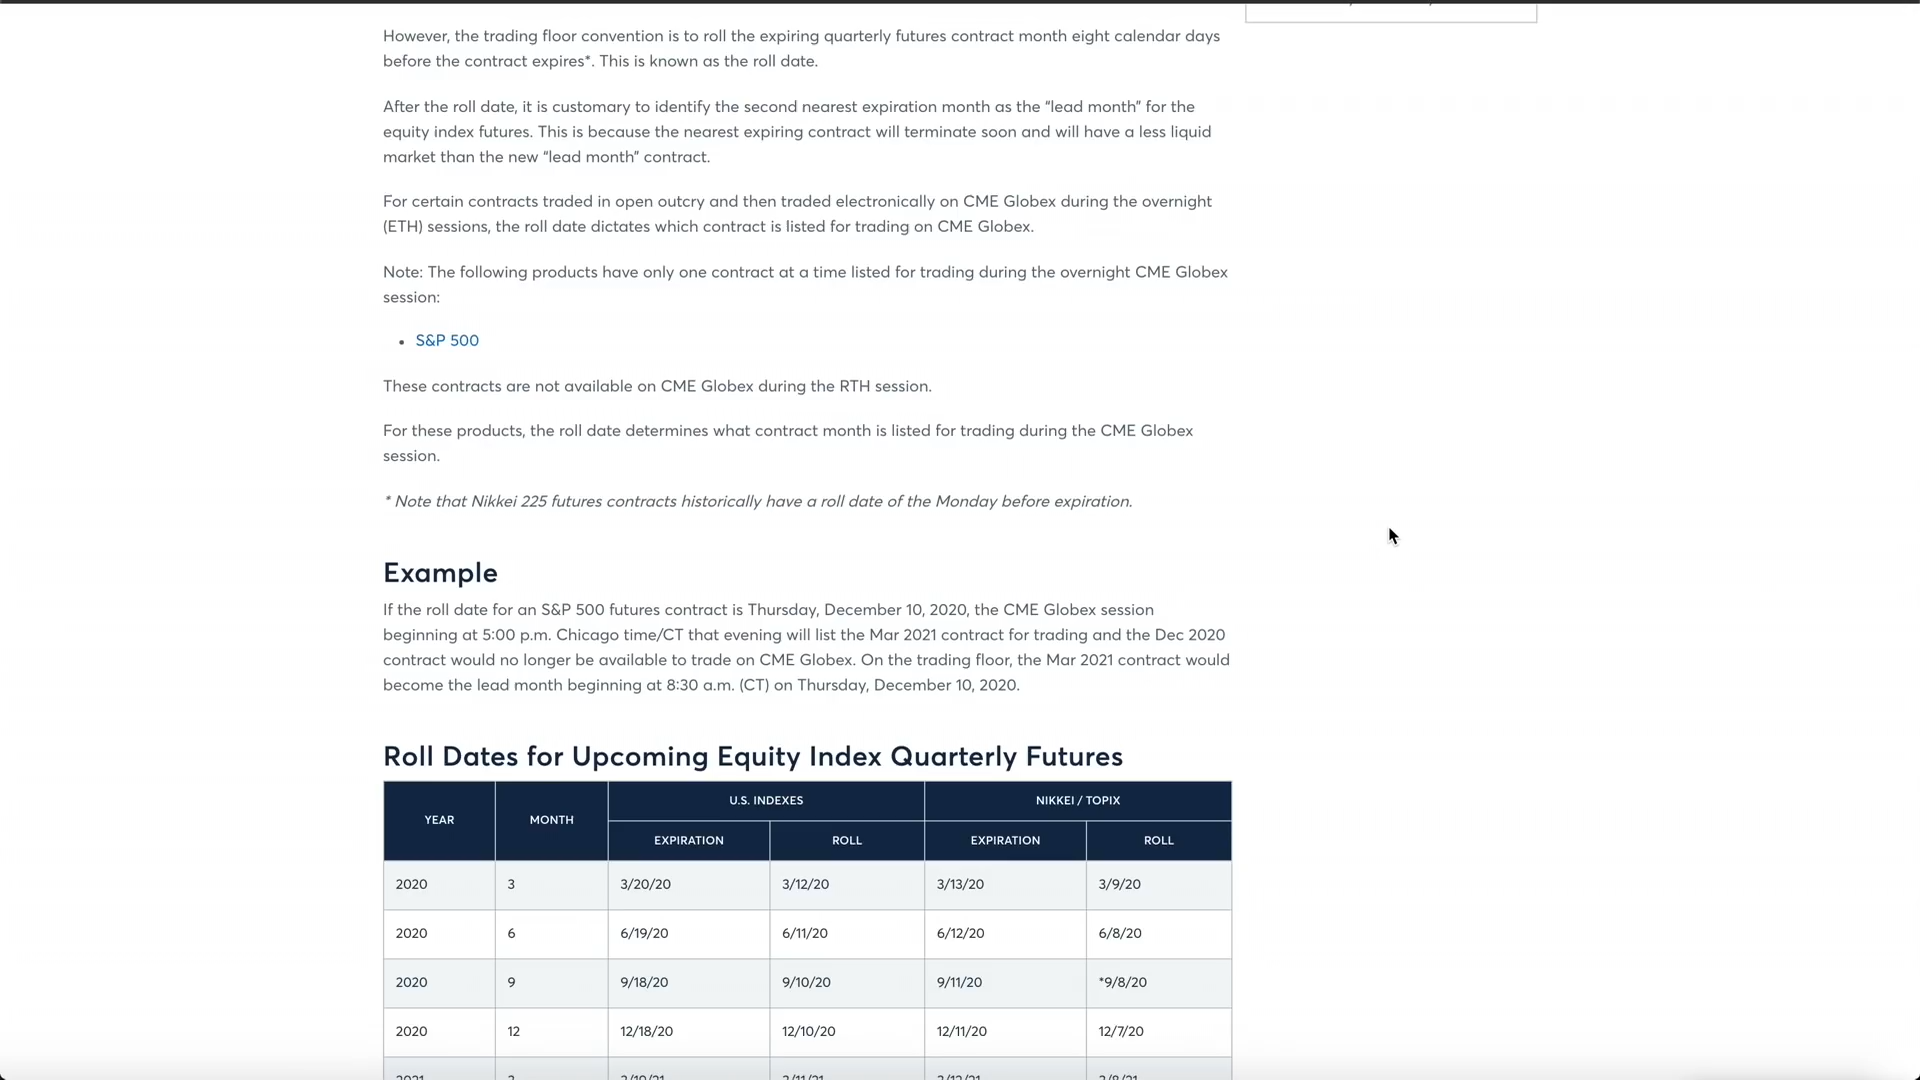 However, the trading floor convention is to roll the expiring quarterly futures contract month eight calendar days
before the contract expires*. This is known as the roll date.
After the roll date, it is customary to identify the second nearest expiration month as the “lead month” for the
equity index futures. This is because the nearest expiring contract will terminate soon and will have a less liquid
market than the new “lead month” contract.
For certain contracts traded in open outcry and then traded electronically on CME Globex during the overnight
(ETH) sessions, the roll date dictates which contract is listed for trading on CME Globex.
Note: The following products have only one contract at a time listed for trading during the overnight CME Globex
session:
• S&P 500
These contracts are not available on CME Globex during the RTH session.
For these products, the roll date determines what contract month is listed for trading during the CME Globex
session.
* Note that Nikkei 225 futures contracts historically have a roll date of the Monday before expiration.
Example
If the roll date for an S&P 500 futures contract is Thursday, December 10, 2020, the CME Globex session
beginning at 5:00 p.m. Chicago time/CT that evening will list the Mar 2021 contract for trading and the Dec 2020
contract would no longer be available to trade on CME Globex. On the trading floor, the Mar 2021 contract would
become the lead month beginning at 8:30 a.m. (CT) on Thursday, December 10, 2020.
Roll Dates for Upcoming Equity Index Quarterly Futures
YEAR MONTH U.S. INDEXES NIKKEI / TOPIX
EXPIRATION ROLL EXPIRATION ROLL
2020 3 3/20/20 3/12/20 3/13/20 3/9/20
2020 6 6/19/20 6/11/20 6/12/20 6/8/20
2020 9 9/18/20 9/10/20 9/11/20 *9/8/20
2020 12 12/18/20 12/10/20 12/11/20 12/7/20